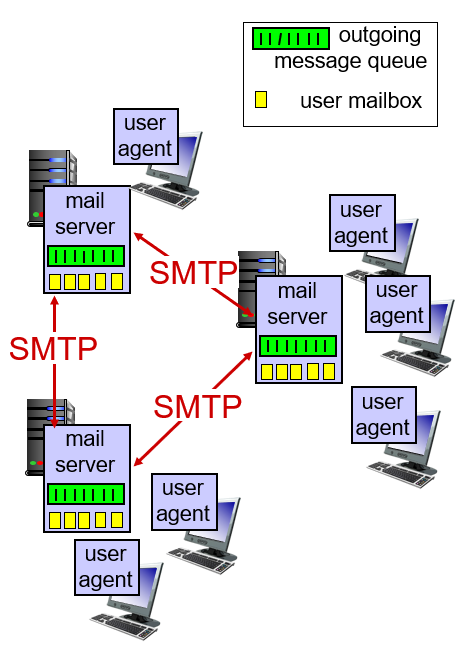 outgoing
message queue
user mailbox
user
agent
mail
server
SMTP
user
agent
mail
server
user
agent
SMTP
SMTP
user
agent
mail
server
user
agent
user
agent